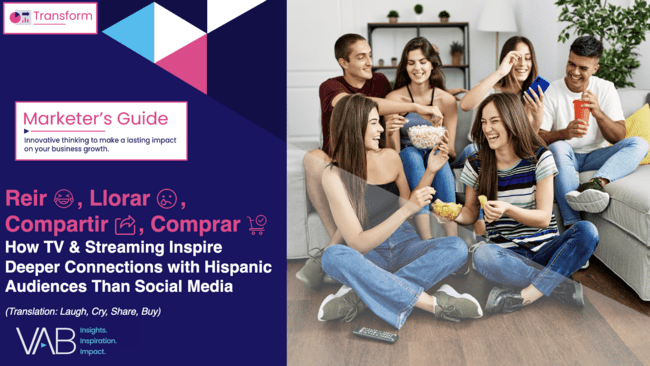 Transform
Marketer's Guide
Innovative thinking to make a lasting impact
on your business growth.
Reir , Llorar ,
Compartir , Comprar
How TV & Streaming Inspire
Deeper Connections with Hispanic
Audiences Than Social Media
(Translation: Laugh, Cry, Share, Buy)
VAB
Insights.
Inspiration.
Impact.